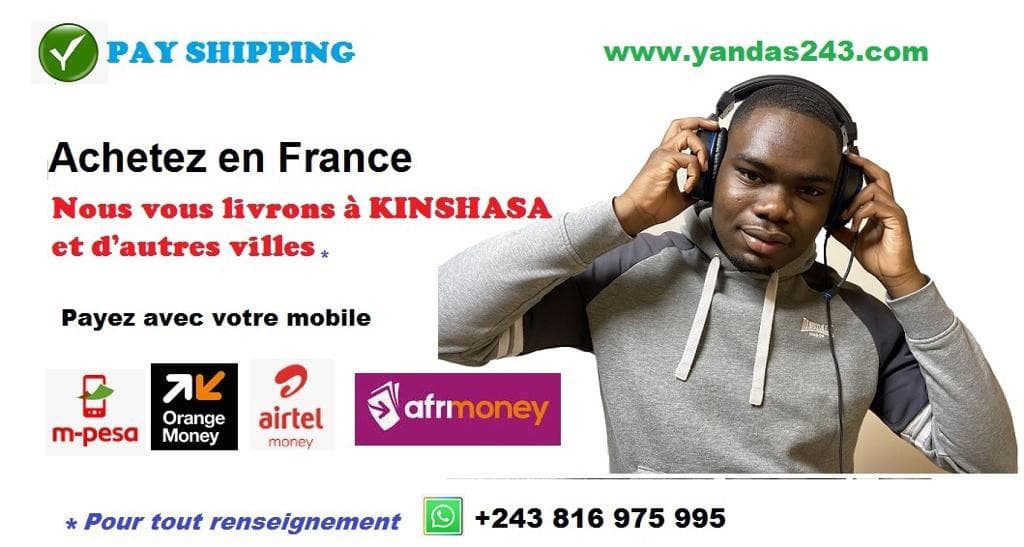 PAY SHIPPING
www.yandas243.com
Achetez en France
Nous vous livrons à KINSHASA
et d’autres villes *
Payez avec votre mobile
m-pesa
Orange
Money
airtel
money
afrimoney
LONSDALE
* Pour tout renseignement
+243 816 975 995